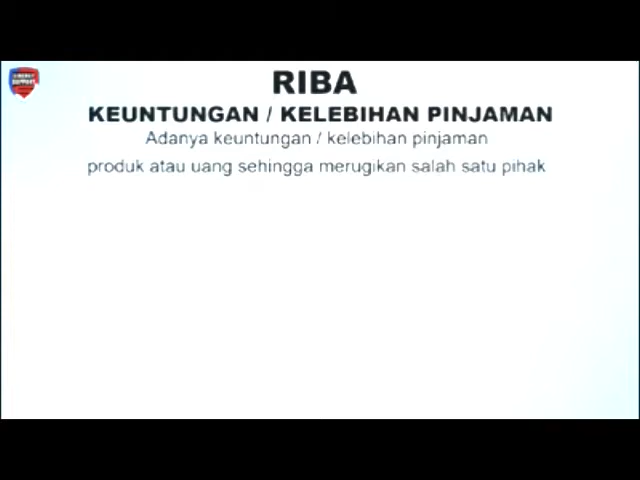 RIBA
KEUNTUNGAN / KELEBIHAN PINJAMAN
Adanya keuntungan / kelebihan pinjaman
produk atau uang sehingga merugikan salah satu pihak